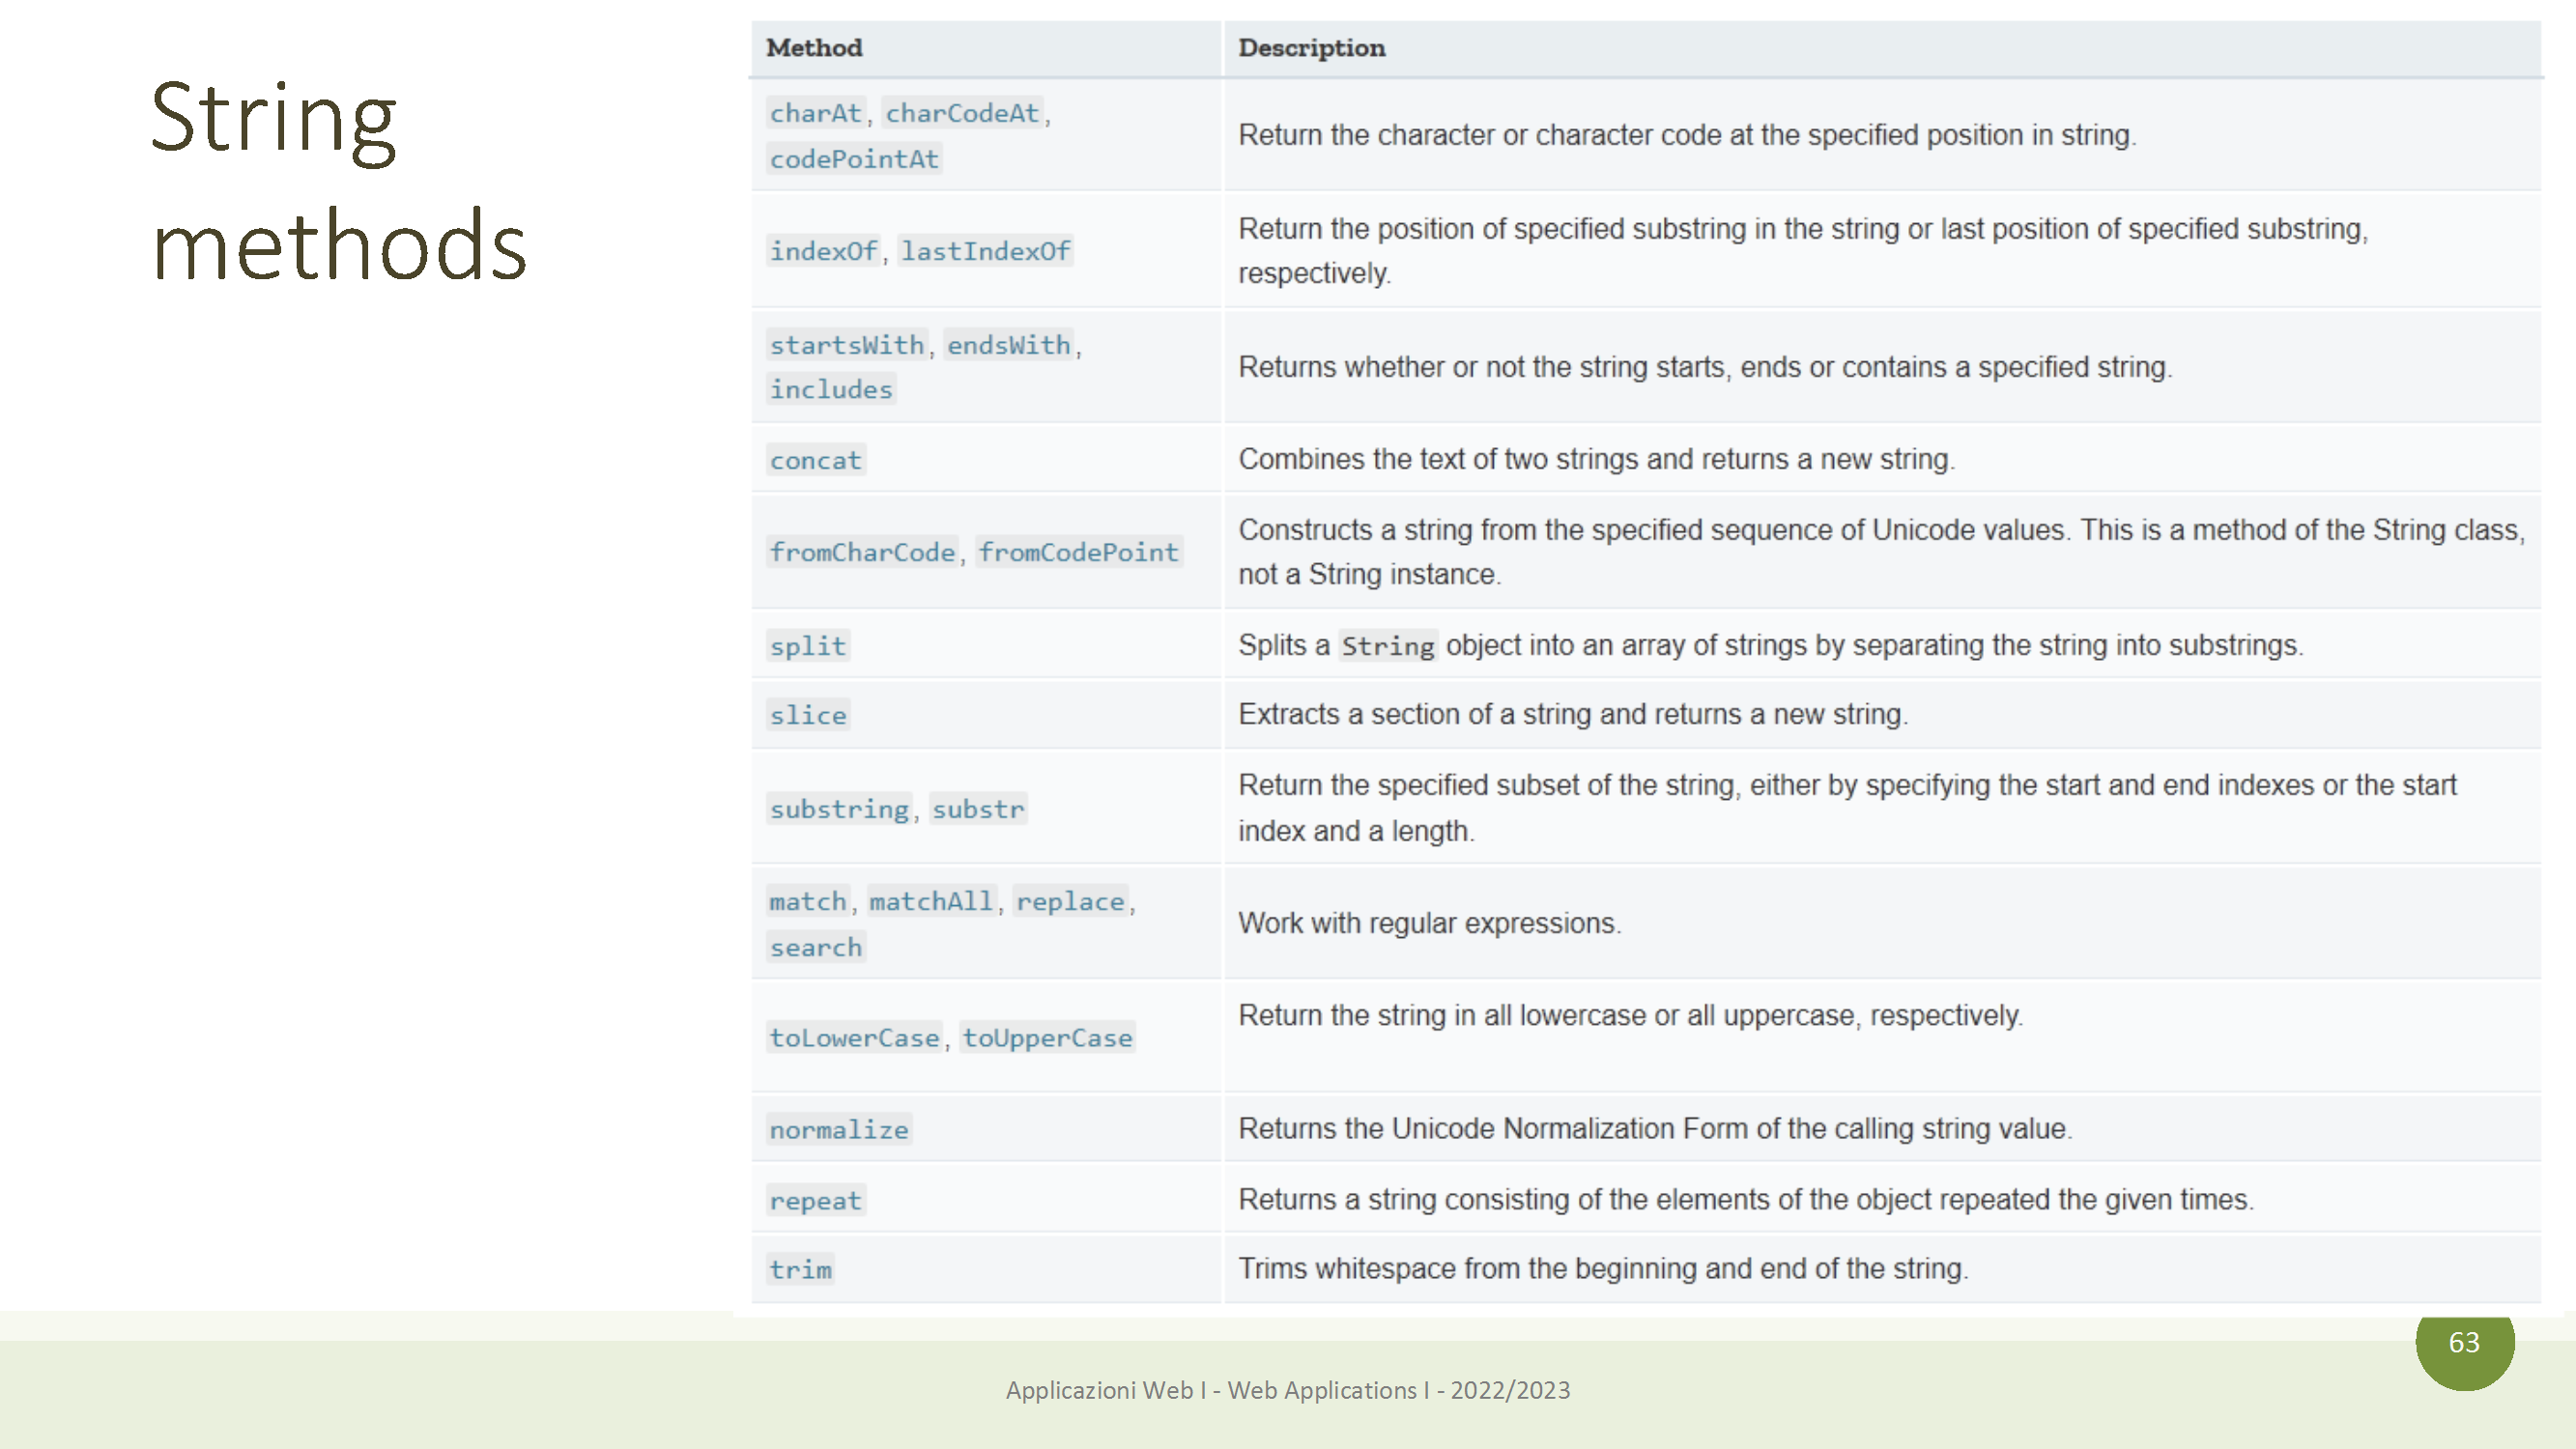 String
methods
Method Description
charAt, charCodeAt,
codePointAt
Return the character or character code at the specified position in string.
indexOf, lastIndexOf
Return the position of specified substring in the string or last position of specified substring,
respectively.
startsWith, endsWith,
includes
Returns whether or not the string starts, ends or contains a specified string.
concat
Combines the text of two strings and returns a new string.
fromCharCode, fromCodePoint
Constructs a string from the specified sequence of Unicode values. This is a method of the String class,
not a String instance.
split
Splits a String object into an array of strings by separating the string into substrings.
slice
Extracts a section of a string and returns a new string.
substring, substr
Return the specified subset of the string, either by specifying the start and end indexes or the start
index and a length.
match, matchAll, replace,
search
Work with regular expressions.
toLowerCase, toUpperCase
Return the string in all lowercase or all uppercase, respectively.
normalize
Returns the Unicode Normalization Form of the calling string value.
repeat
Returns a string consisting of the elements of the object repeated the given times.
trim
Trims whitespace from the beginning and end of the string.
63
Applicazioni Web I - Web Applications I - 2022/2023